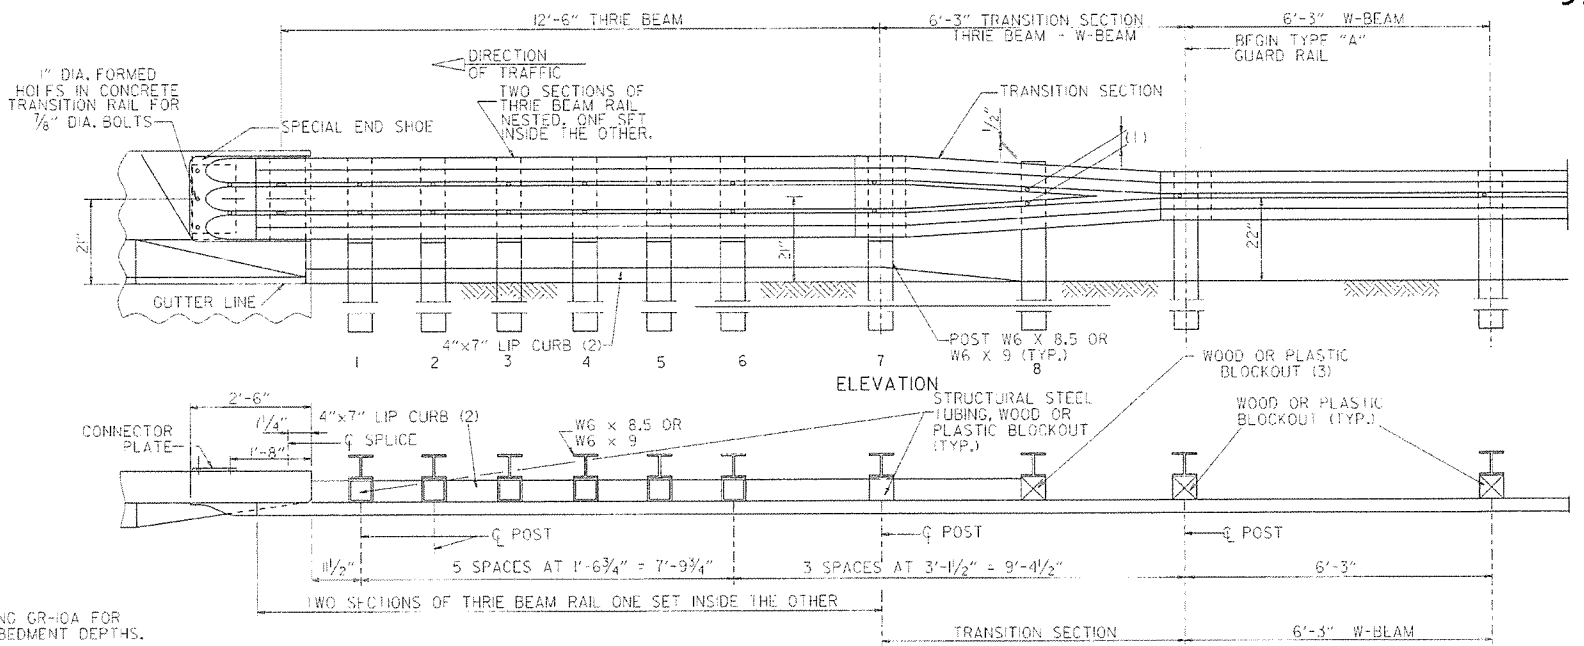 12'-6" THRIE BEAM
6'-3" TRANSITION SECTION
THRIE BEAM - W-BEAM
6'-3" W-BEAM
BEGIN TYPE "A"
GUARD RAIL
DIRECTION
OF TRAFFIC
1" DIA. FORMED
HOLES IN CONCRETE
TRANSITION RAIL FOR
7/8" DIA. BOLTS
SPECIAL END SHOE
TWO SECTIONS OF
THRIE BEAM RAIL
NESTED, ONE SET
INSIDE THE OTHER.
TRANSITION SECTION
1/2"
(1)
21"
21"
22"
GUTTER LINE
4"x7" LIP CURB (2)
POST W6 X 8.5 OR
W6 X 9 (TYP.)
1 2 3 4 5 6 7 8
ELEVATION
WOOD OR PLASTIC
BLOCKOUT (3)
2'-6"
7 1/4"
4"x7" LIP CURB (2)
℄ SPLICE
1'-8"
CONNECTOR
PLATE
W6 x 8.5 OR
W6 x 9
STRUCTURAL STEEL
TUBING, WOOD OR
PLASTIC BLOCKOUT
(TYP.)
WOOD OR PLASTIC
BLOCKOUT (TYP.)
℄ POST
℄ POST
℄ POST
11 1/2"
5 SPACES AT 1'-6 3/4" = 7'-9 3/4"
3 SPACES AT 3'-1 1/2" = 9'-4 1/2"
6'-3"
TWO SECTIONS OF THRIE BEAM RAIL ONE SET INSIDE THE OTHER
TRANSITION SECTION
6'-3" W-BEAM
NG GR-10A FOR
BEDMENT DEPTHS.